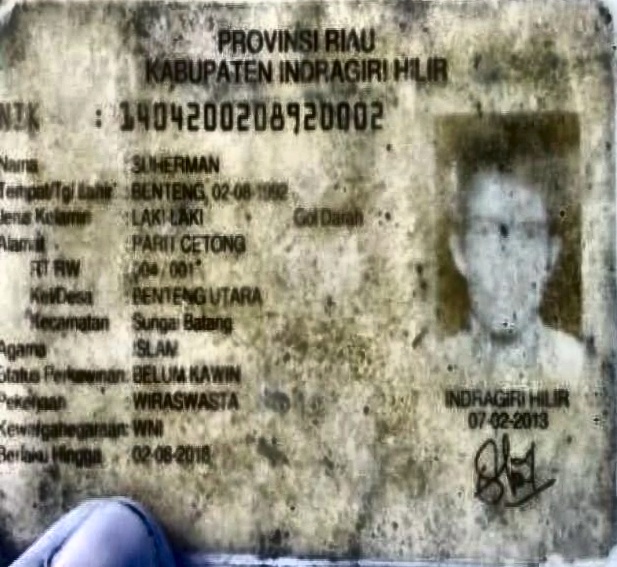 PROVINSI RIAU
KABUPATEN INDRAGIRI HILIR
NIK : 1404200208920002
Nama : SUHERMAN
Tempat/Tgl Lahir : BENTENG, 02-08-1992
Jenis Kelamin : LAKI-LAKI Gol Darah
Alamat : PARIT CETONG
RT RW : 004 / 001
Kel/Desa : BENTENG UTARA
Kecamatan : Sungai Batang
Agama : ISLAM
Status Perkawinan: BELUM KAWIN
Pekerjaan : WIRASWASTA
Kewarganegaraan: WNI
Berlaku Hingga : 02-08-2018
INDRAGIRI HILIR
07-02-2013